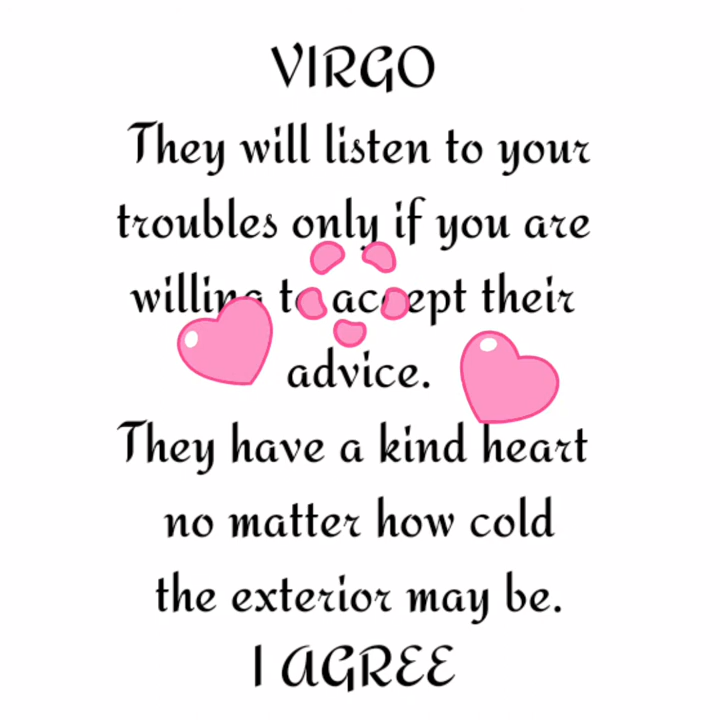 VIRGO
They will listen to your
troubles only if you are
willing to accept their
advice.
They have a kind heart
no matter how cold
the exterior may be.
I AGREE